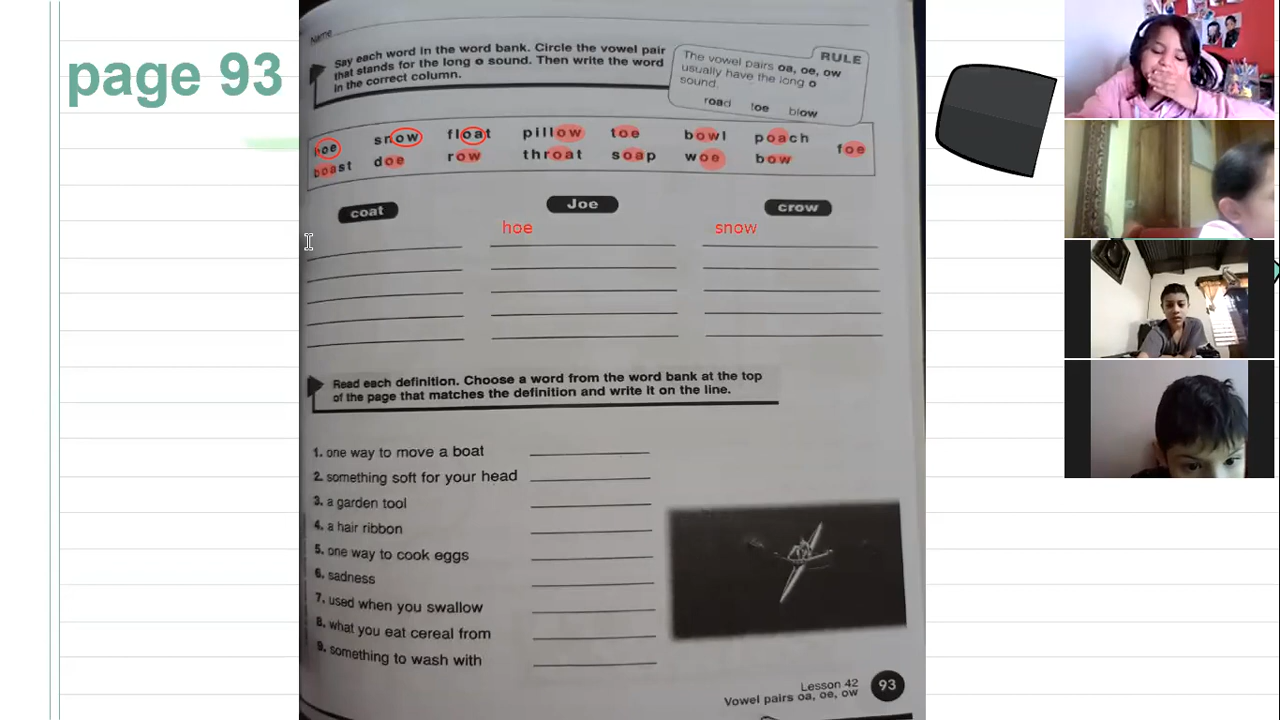 page 93
Name
Say each word in the word bank. Circle the vowel pair
that stands for the long o sound. Then write the word
in the correct column.
RULE
The vowel pairs oa, oe, ow
usually have the long o
sound.
road toe blow
hoe snow float pillow toe bowl poach foe
boast doe row throat soap woe bow
coat Joe crow
hoe snow
Read each definition. Choose a word from the word bank at the top
of the page that matches the definition and write it on the line.
1. one way to move a boat
2. something soft for your head
3. a garden tool
4. a hair ribbon
5. one way to cook eggs
6. sadness
7. used when you swallow
8. what you eat cereal from
9. something to wash with
Lesson 42
Vowel pairs oa, oe, ow
93